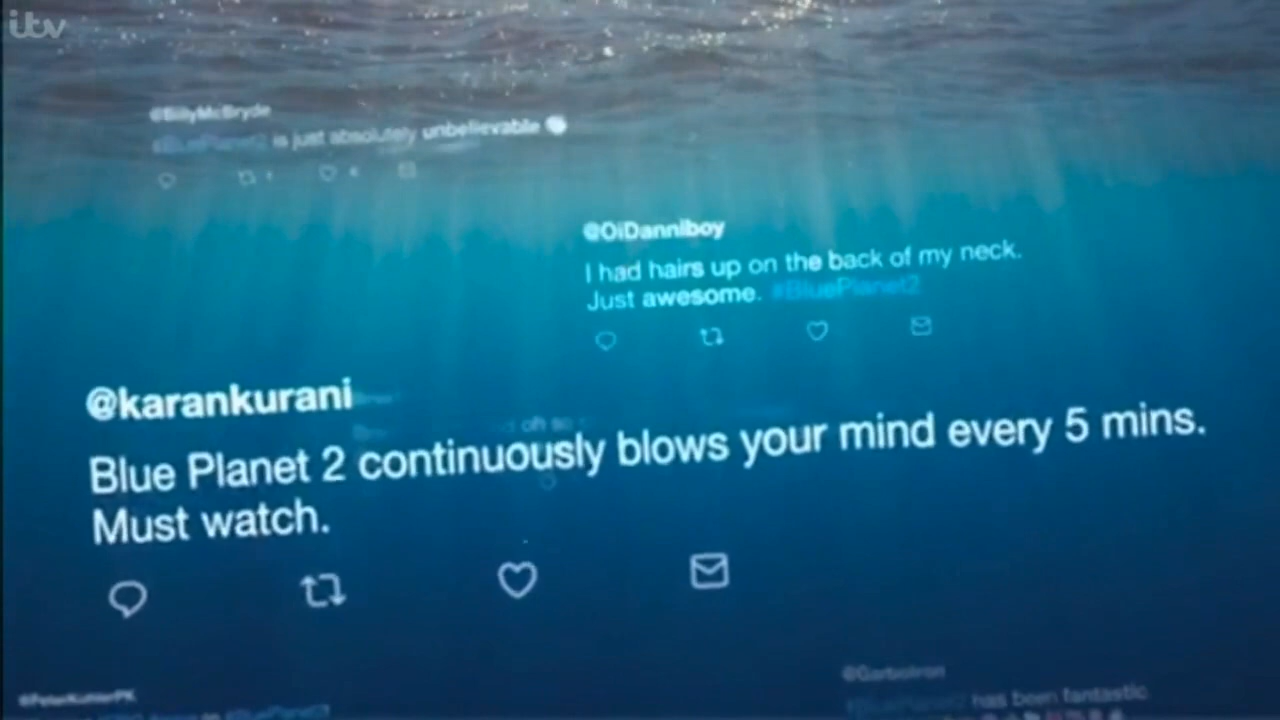 itv
@BillyMcBryde
#BluePlanet2 is just absolutely unbelievable
@OiDanniboy
I had hairs up on the back of my neck.
Just awesome. #BluePlanet2
@karankurani
Blue Planet 2 continuously blows your mind every 5 mins.
Must watch.
#BluePlanet2 has been fantastic